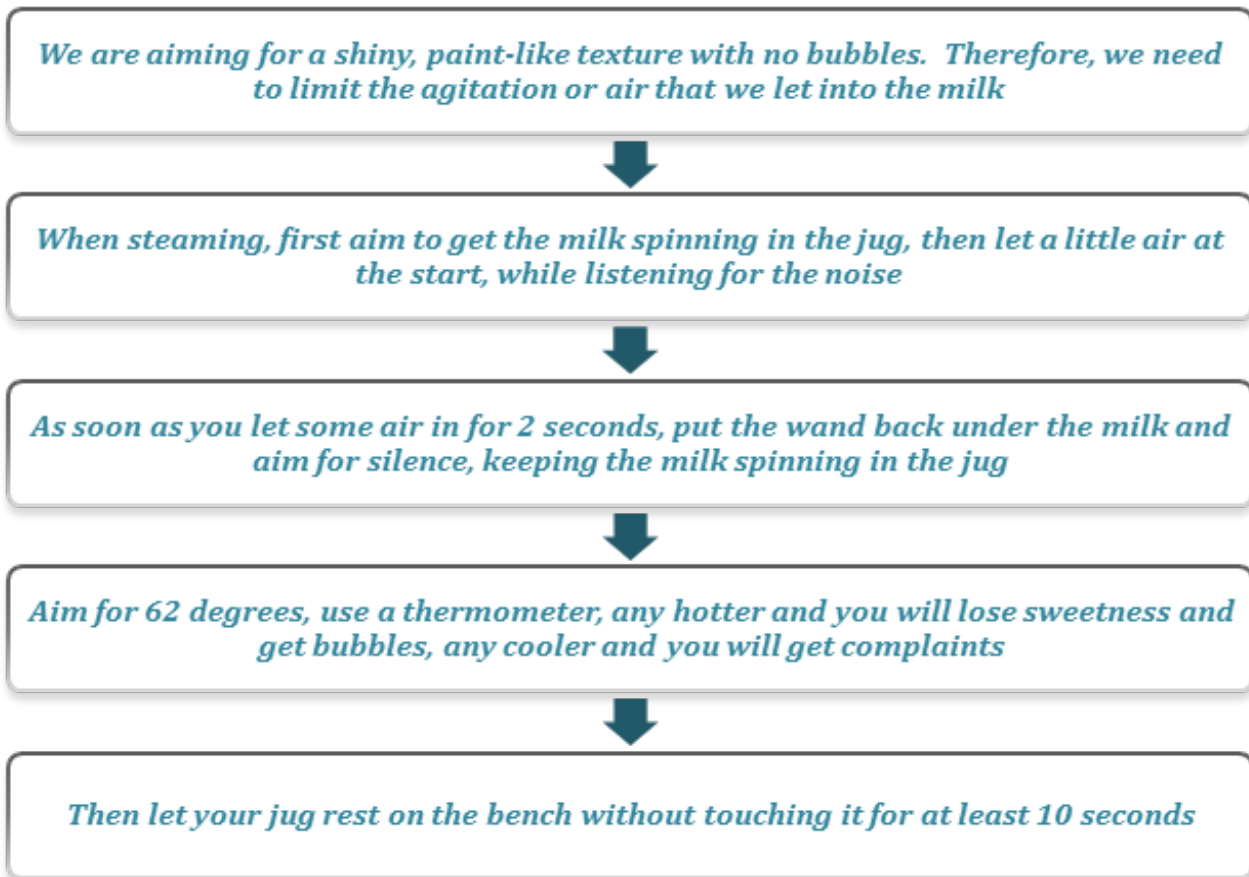 We are aiming for a shiny, paint-like texture with no bubbles.  Therefore, we need
to limit the agitation or air that we let into the milk
When steaming, first aim to get the milk spinning in the jug, then let a little air at
the start, while listening for the noise
As soon as you let some air in for 2 seconds, put the wand back under the milk and
aim for silence, keeping the milk spinning in the jug
Aim for 62 degrees, use a thermometer, any hotter and you will lose sweetness and
get bubbles, any cooler and you will get complaints
Then let your jug rest on the bench without touching it for at least 10 seconds